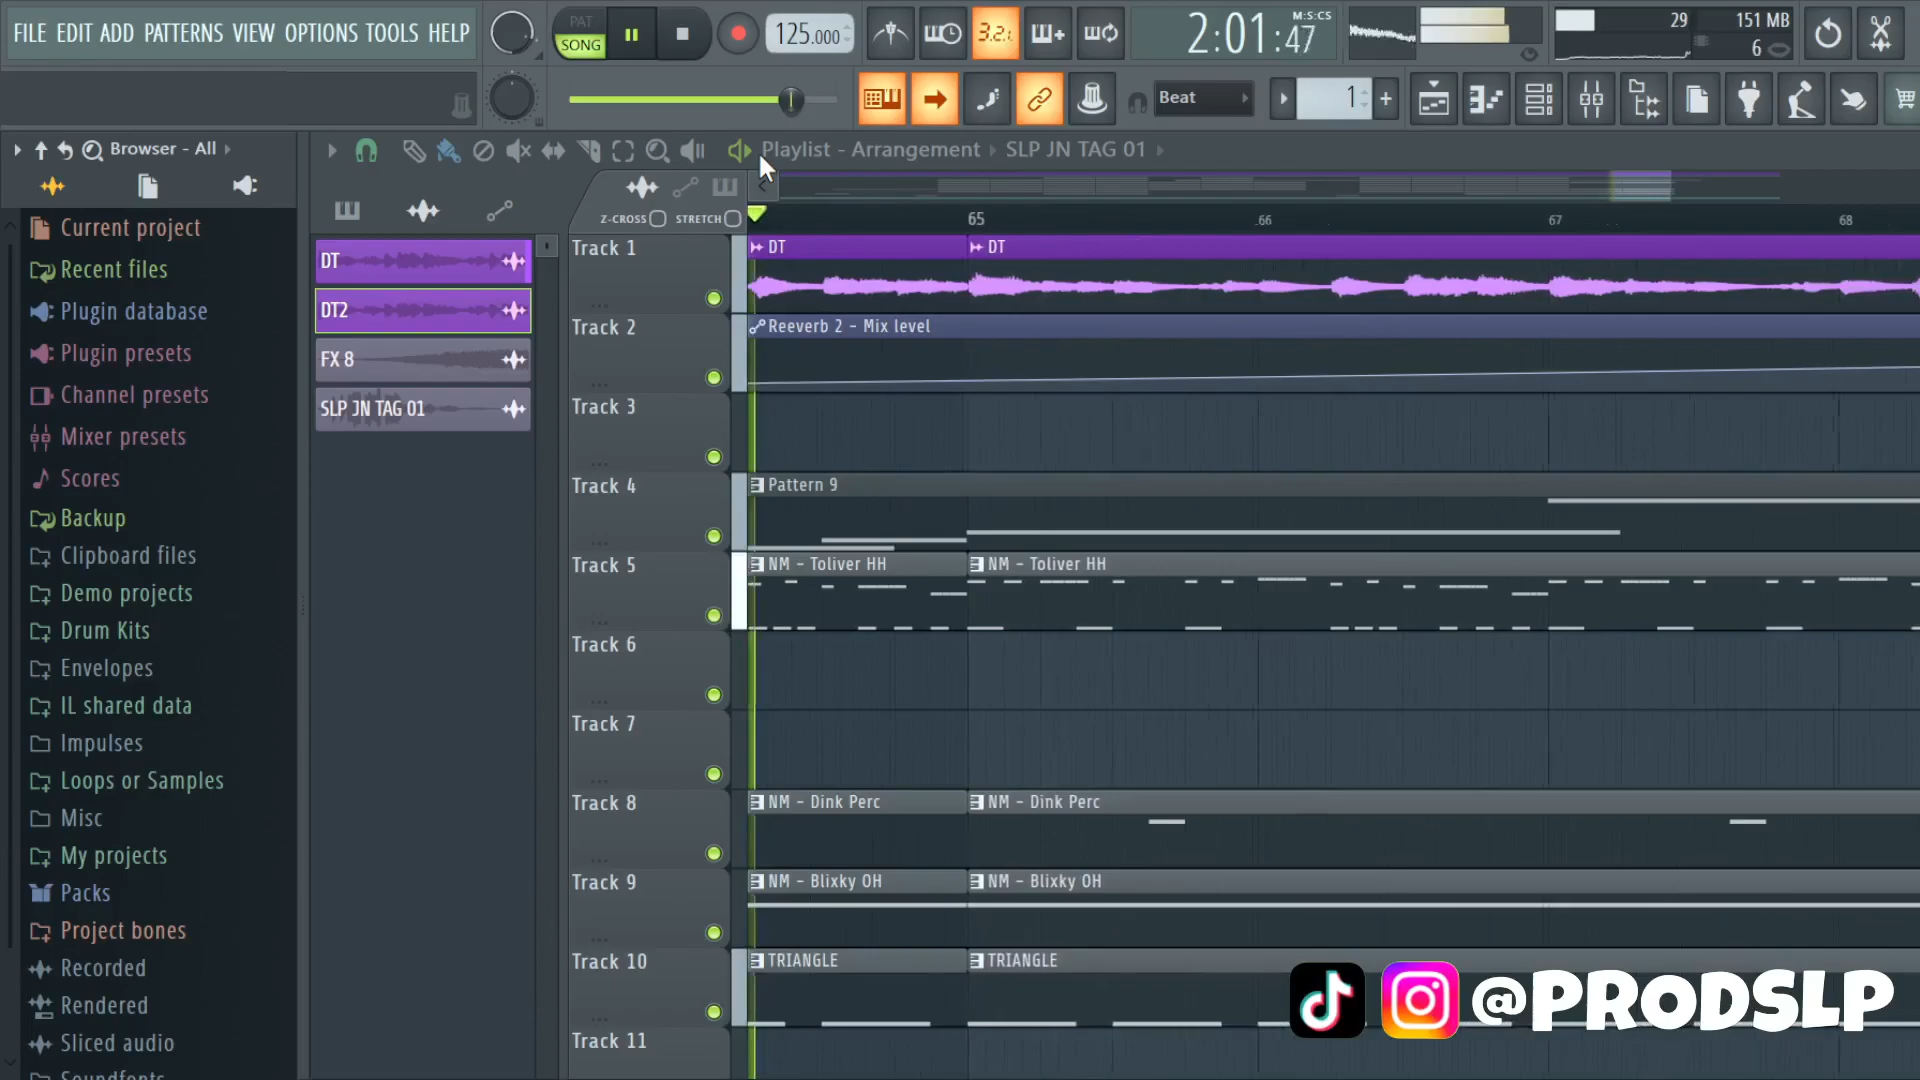 FILE EDIT ADD PATTERNS VIEW OPTIONS TOOLS HELP
PAT
SONG
125.000
3.2.1
M:S:CS
2:01:47
29
151 MB
6
Beat
1
Browser - All
Playlist - Arrangement
SLP JN TAG 01
Z-CROSS
STRETCH
65
66
67
68
Current project
Recent files
Plugin database
Plugin presets
Channel presets
Mixer presets
Scores
Backup
Clipboard files
Demo projects
Drum Kits
Envelopes
IL shared data
Impulses
Loops or Samples
Misc
My projects
Packs
Project bones
Recorded
Rendered
Sliced audio
Soundfonts
DT
DT2
FX 8
SLP JN TAG 01
Track 1
DT
DT
Track 2
Reeverb 2 - Mix level
Track 3
Track 4
Pattern 9
Track 5
NM - Toliver HH
NM - Toliver HH
Track 6
Track 7
Track 8
NM - Dink Perc
NM - Dink Perc
Track 9
NM - Blixky OH
NM - Blixky OH
Track 10
TRIANGLE
TRIANGLE
Track 11
@PRODSLP